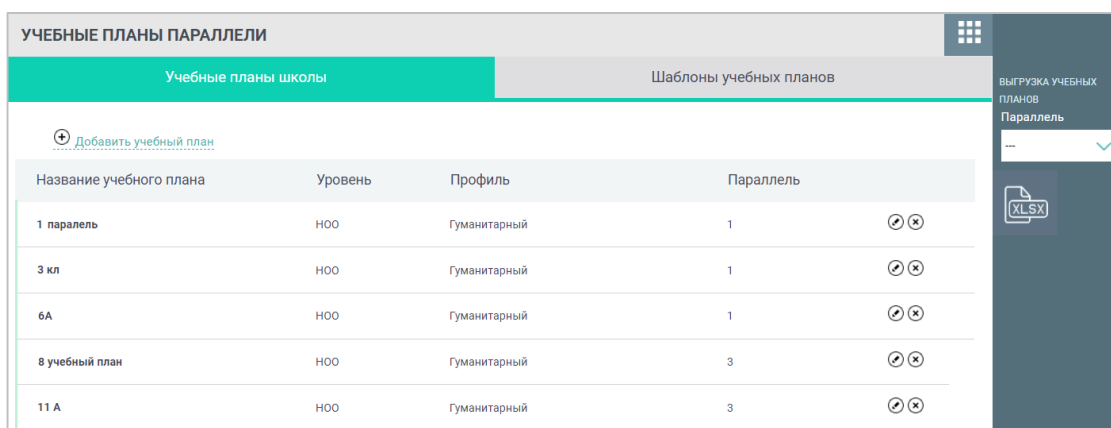 УЧЕБНЫЕ ПЛАНЫ ПАРАЛЛЕЛИ
Учебные планы школы
Шаблоны учебных планов
Добавить учебный план
Название учебного плана Уровень Профиль Параллель
1 паралель НОО Гуманитарный 1
3 кл НОО Гуманитарный 1
6А НОО Гуманитарный 1
8 учебный план НОО Гуманитарный 3
11 А НОО Гуманитарный 3
ВЫГРУЗКА УЧЕБНЫХ
ПЛАНОВ
Параллель
---
XLSX